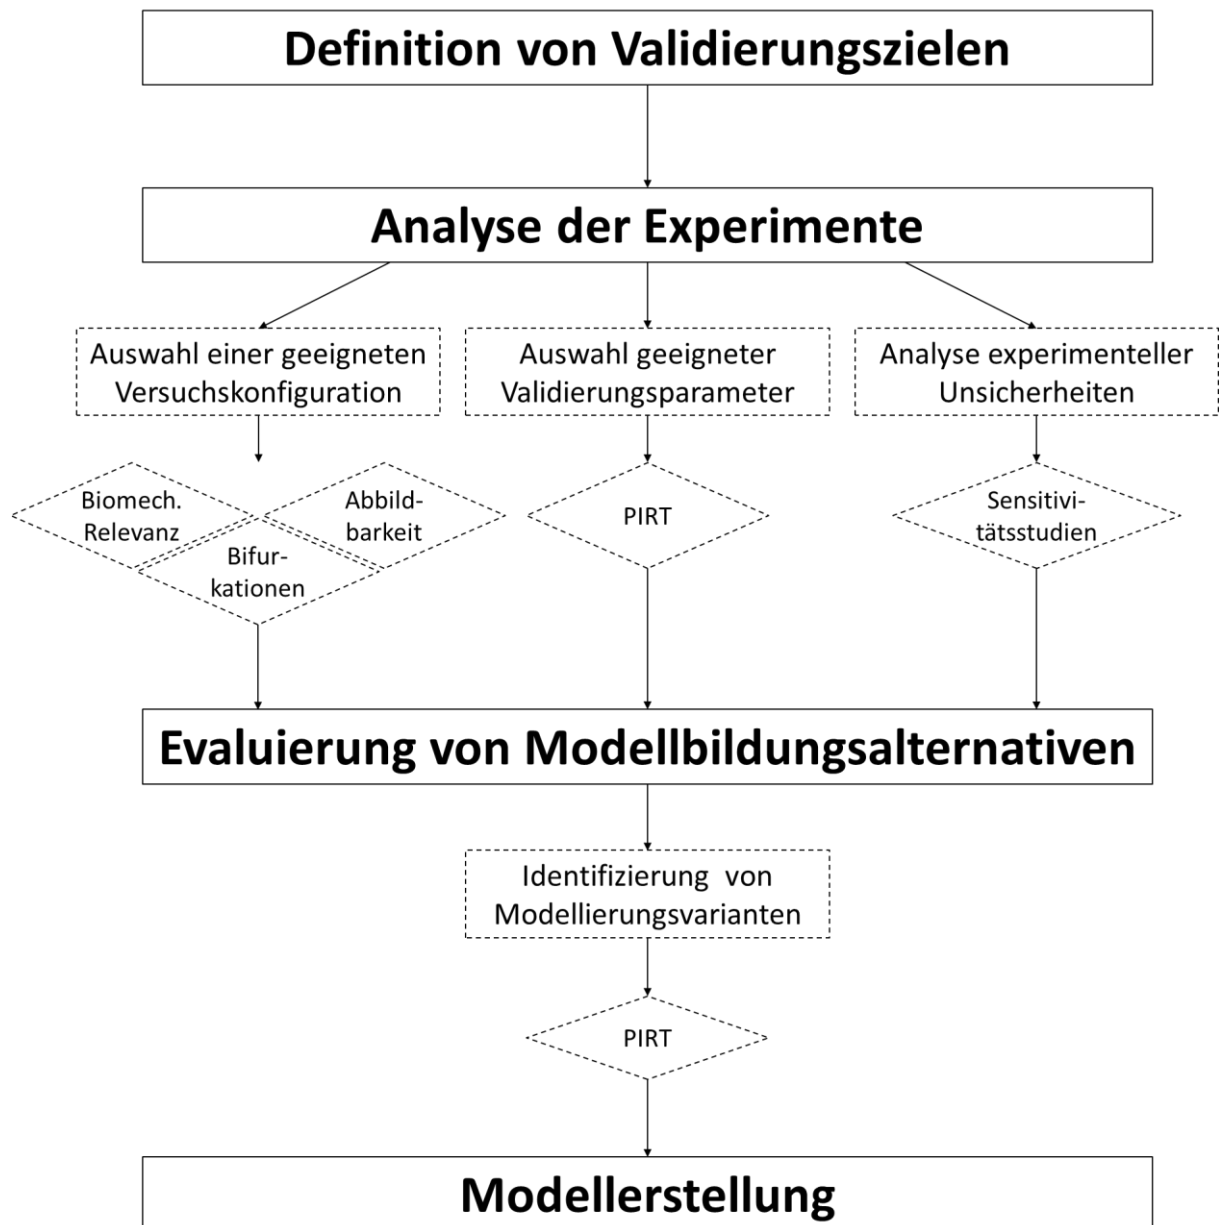 Definition von Validierungszielen
Analyse der Experimente
Auswahl einer geeigneten
Versuchskonfiguration
Auswahl geeigneter
Validierungsparameter
Analyse experimenteller
Unsicherheiten
Biomech.
Relevanz
Abbild-
barkeit
Bifur-
kationen
PIRT
Sensitivi-
tätsstudien
Evaluierung von Modellbildungsalternativen
Identifizierung von
Modellierungsvarianten
PIRT
Modellerstellung